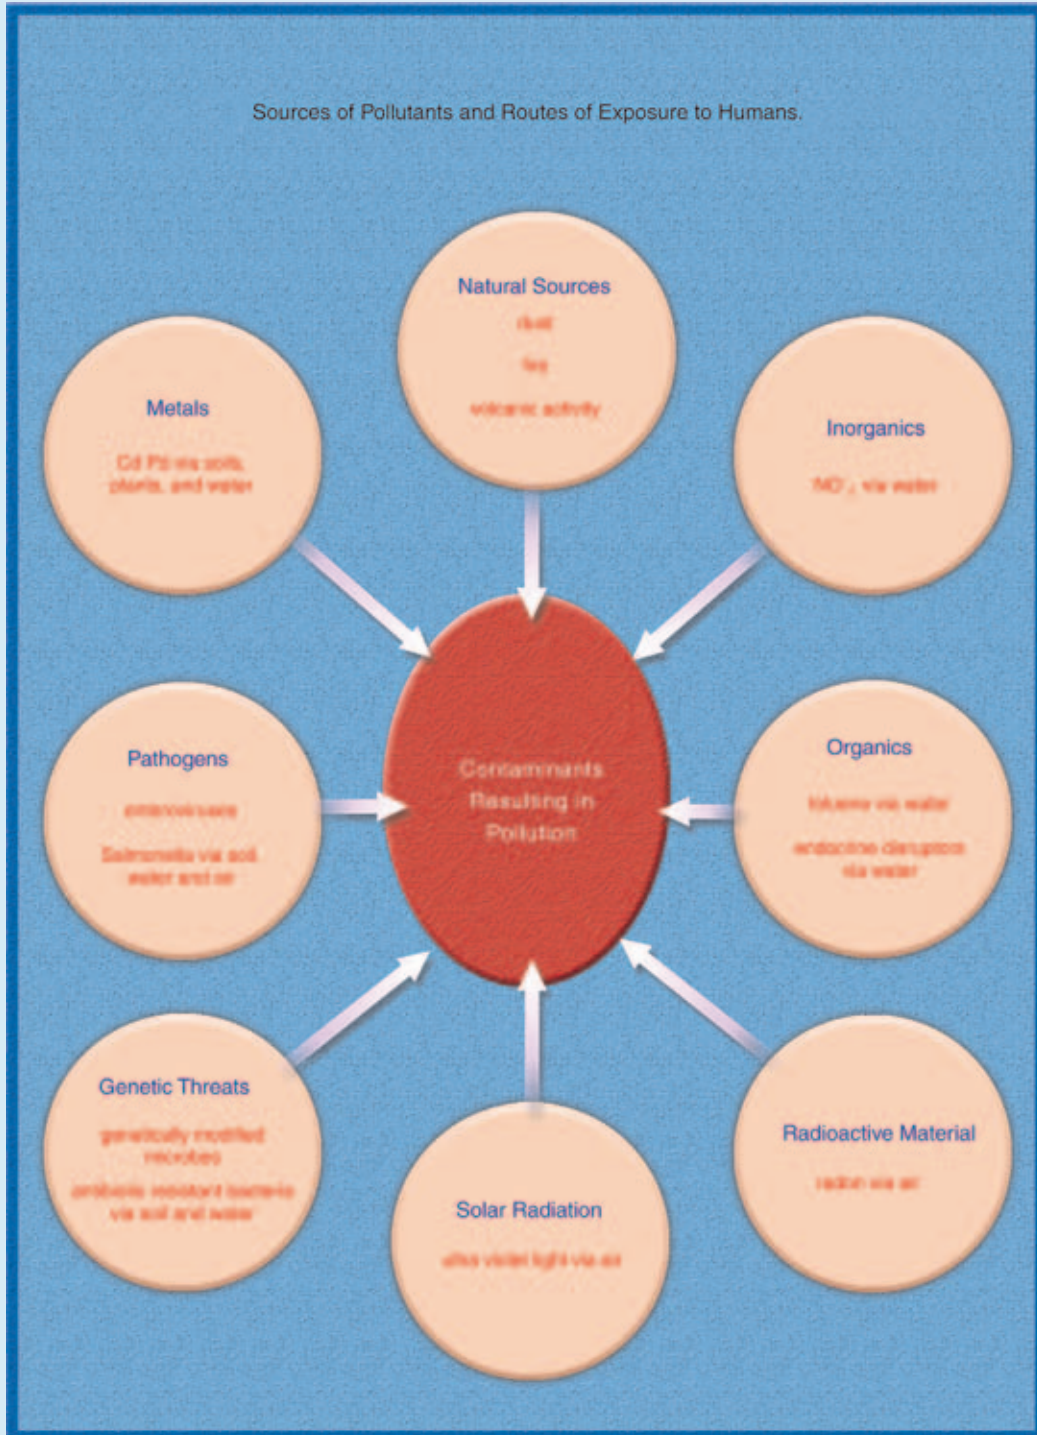 Sources of Pollutants and Routes of Exposure to Humans.
Natural Sources
dust
fire
volcanic activity
Metals
Cd Pb via soils,
plants, and water
Inorganics
via water
Contaminants
Resulting in
Pollution
Pathogens
Salmonella via soil
water and air
Organics
toluene via water
endocrine disruptors
via water
Genetic Threats
genetically modified
microbes
antibiotic resistant bacteria
via soil and water
Solar Radiation
ultra violet light via air
Radioactive Material
radon via air